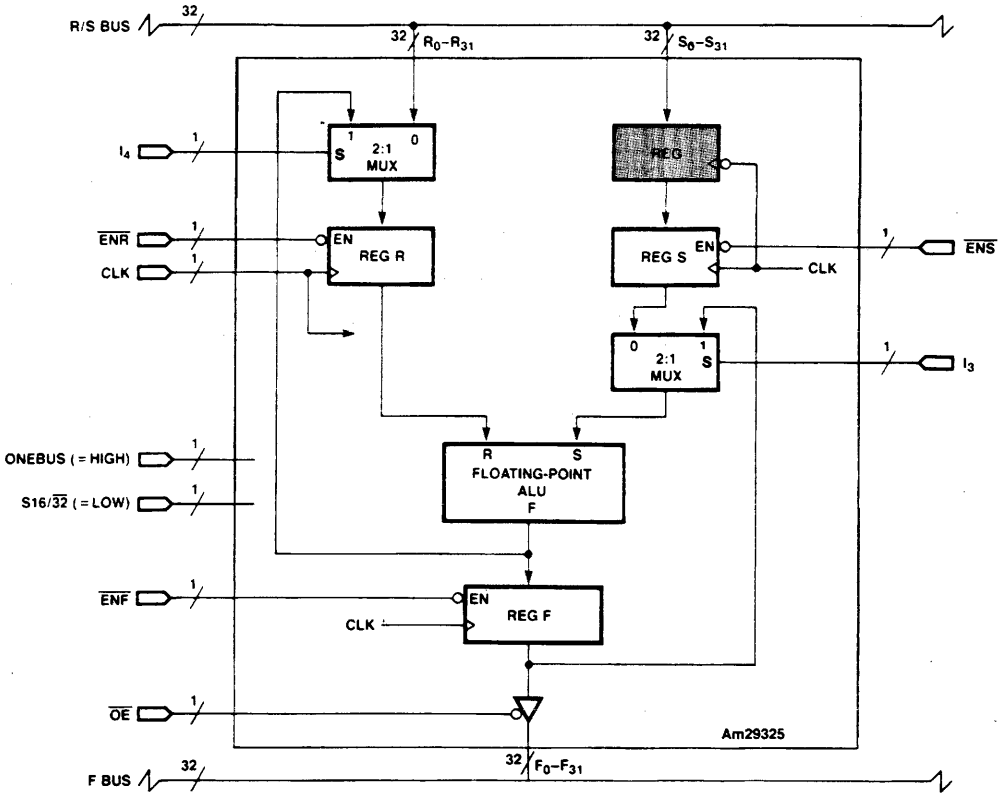 R/S BUS 32
32 R0–R31 32 S0–S31
1 0
I4 1 S 2:1
MUX
REG
ENR 1 EN
REG R
CLK 1
EN
REG S
1 ENS
CLK
0 1
2:1 S
MUX
1 I3
R S
ONEBUS (= HIGH) 1
FLOATING-POINT
ALU
F
S16/32 (= LOW) 1
ENF 1 EN
REG F
CLK
OE 1
Am29325
32 F0–F31
F BUS 32